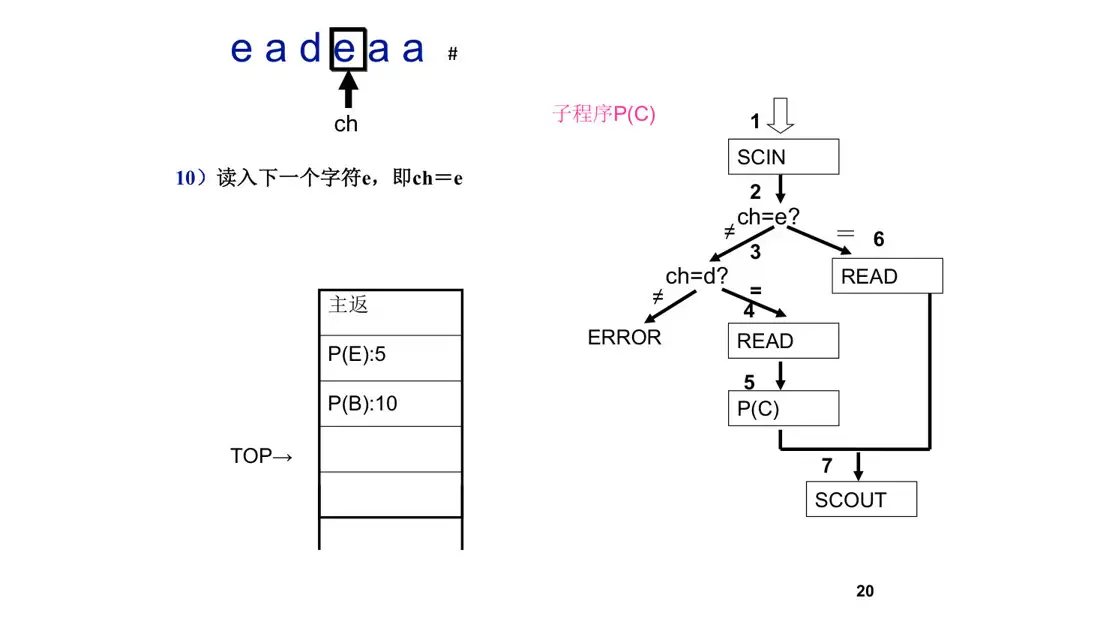 e a d e a a #
ch
10）读入下一个字符e，即ch＝e
主返
P(E):5
P(B):10
TOP→
子程序P(C)
1
SCIN
2
ch=e?
≠
＝
6
3
READ
ch=d?
≠
=
4
ERROR
READ
5
P(C)
7
SCOUT
20